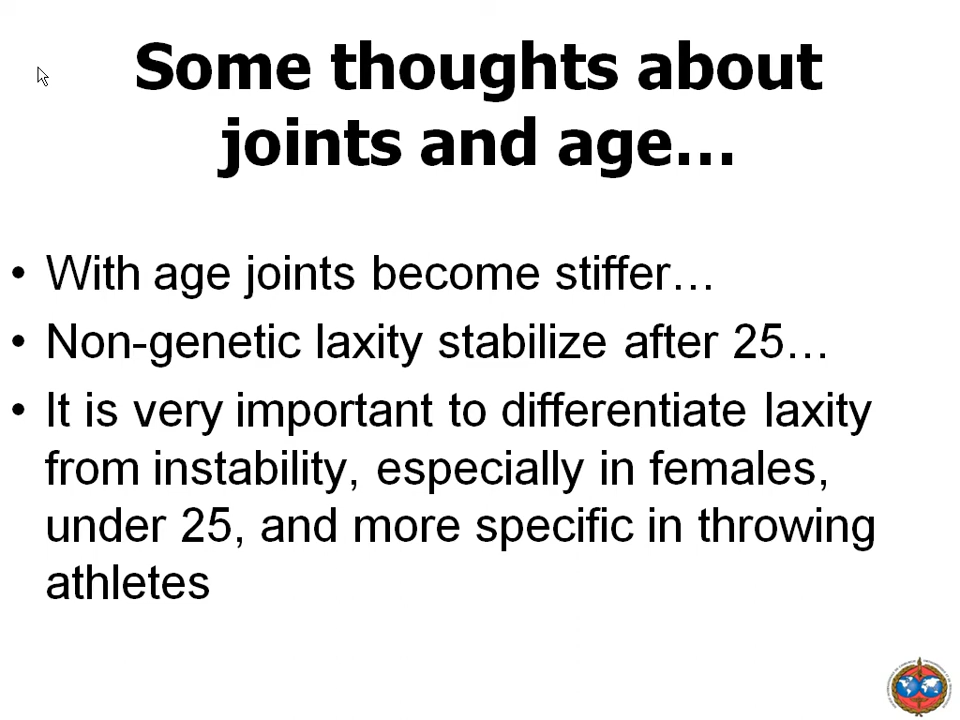 Some thoughts about
joints and age…
• With age joints become stiffer…
• Non-genetic laxity stabilize after 25…
• It is very important to differentiate laxity
from instability, especially in females,
under 25, and more specific in throwing
athletes